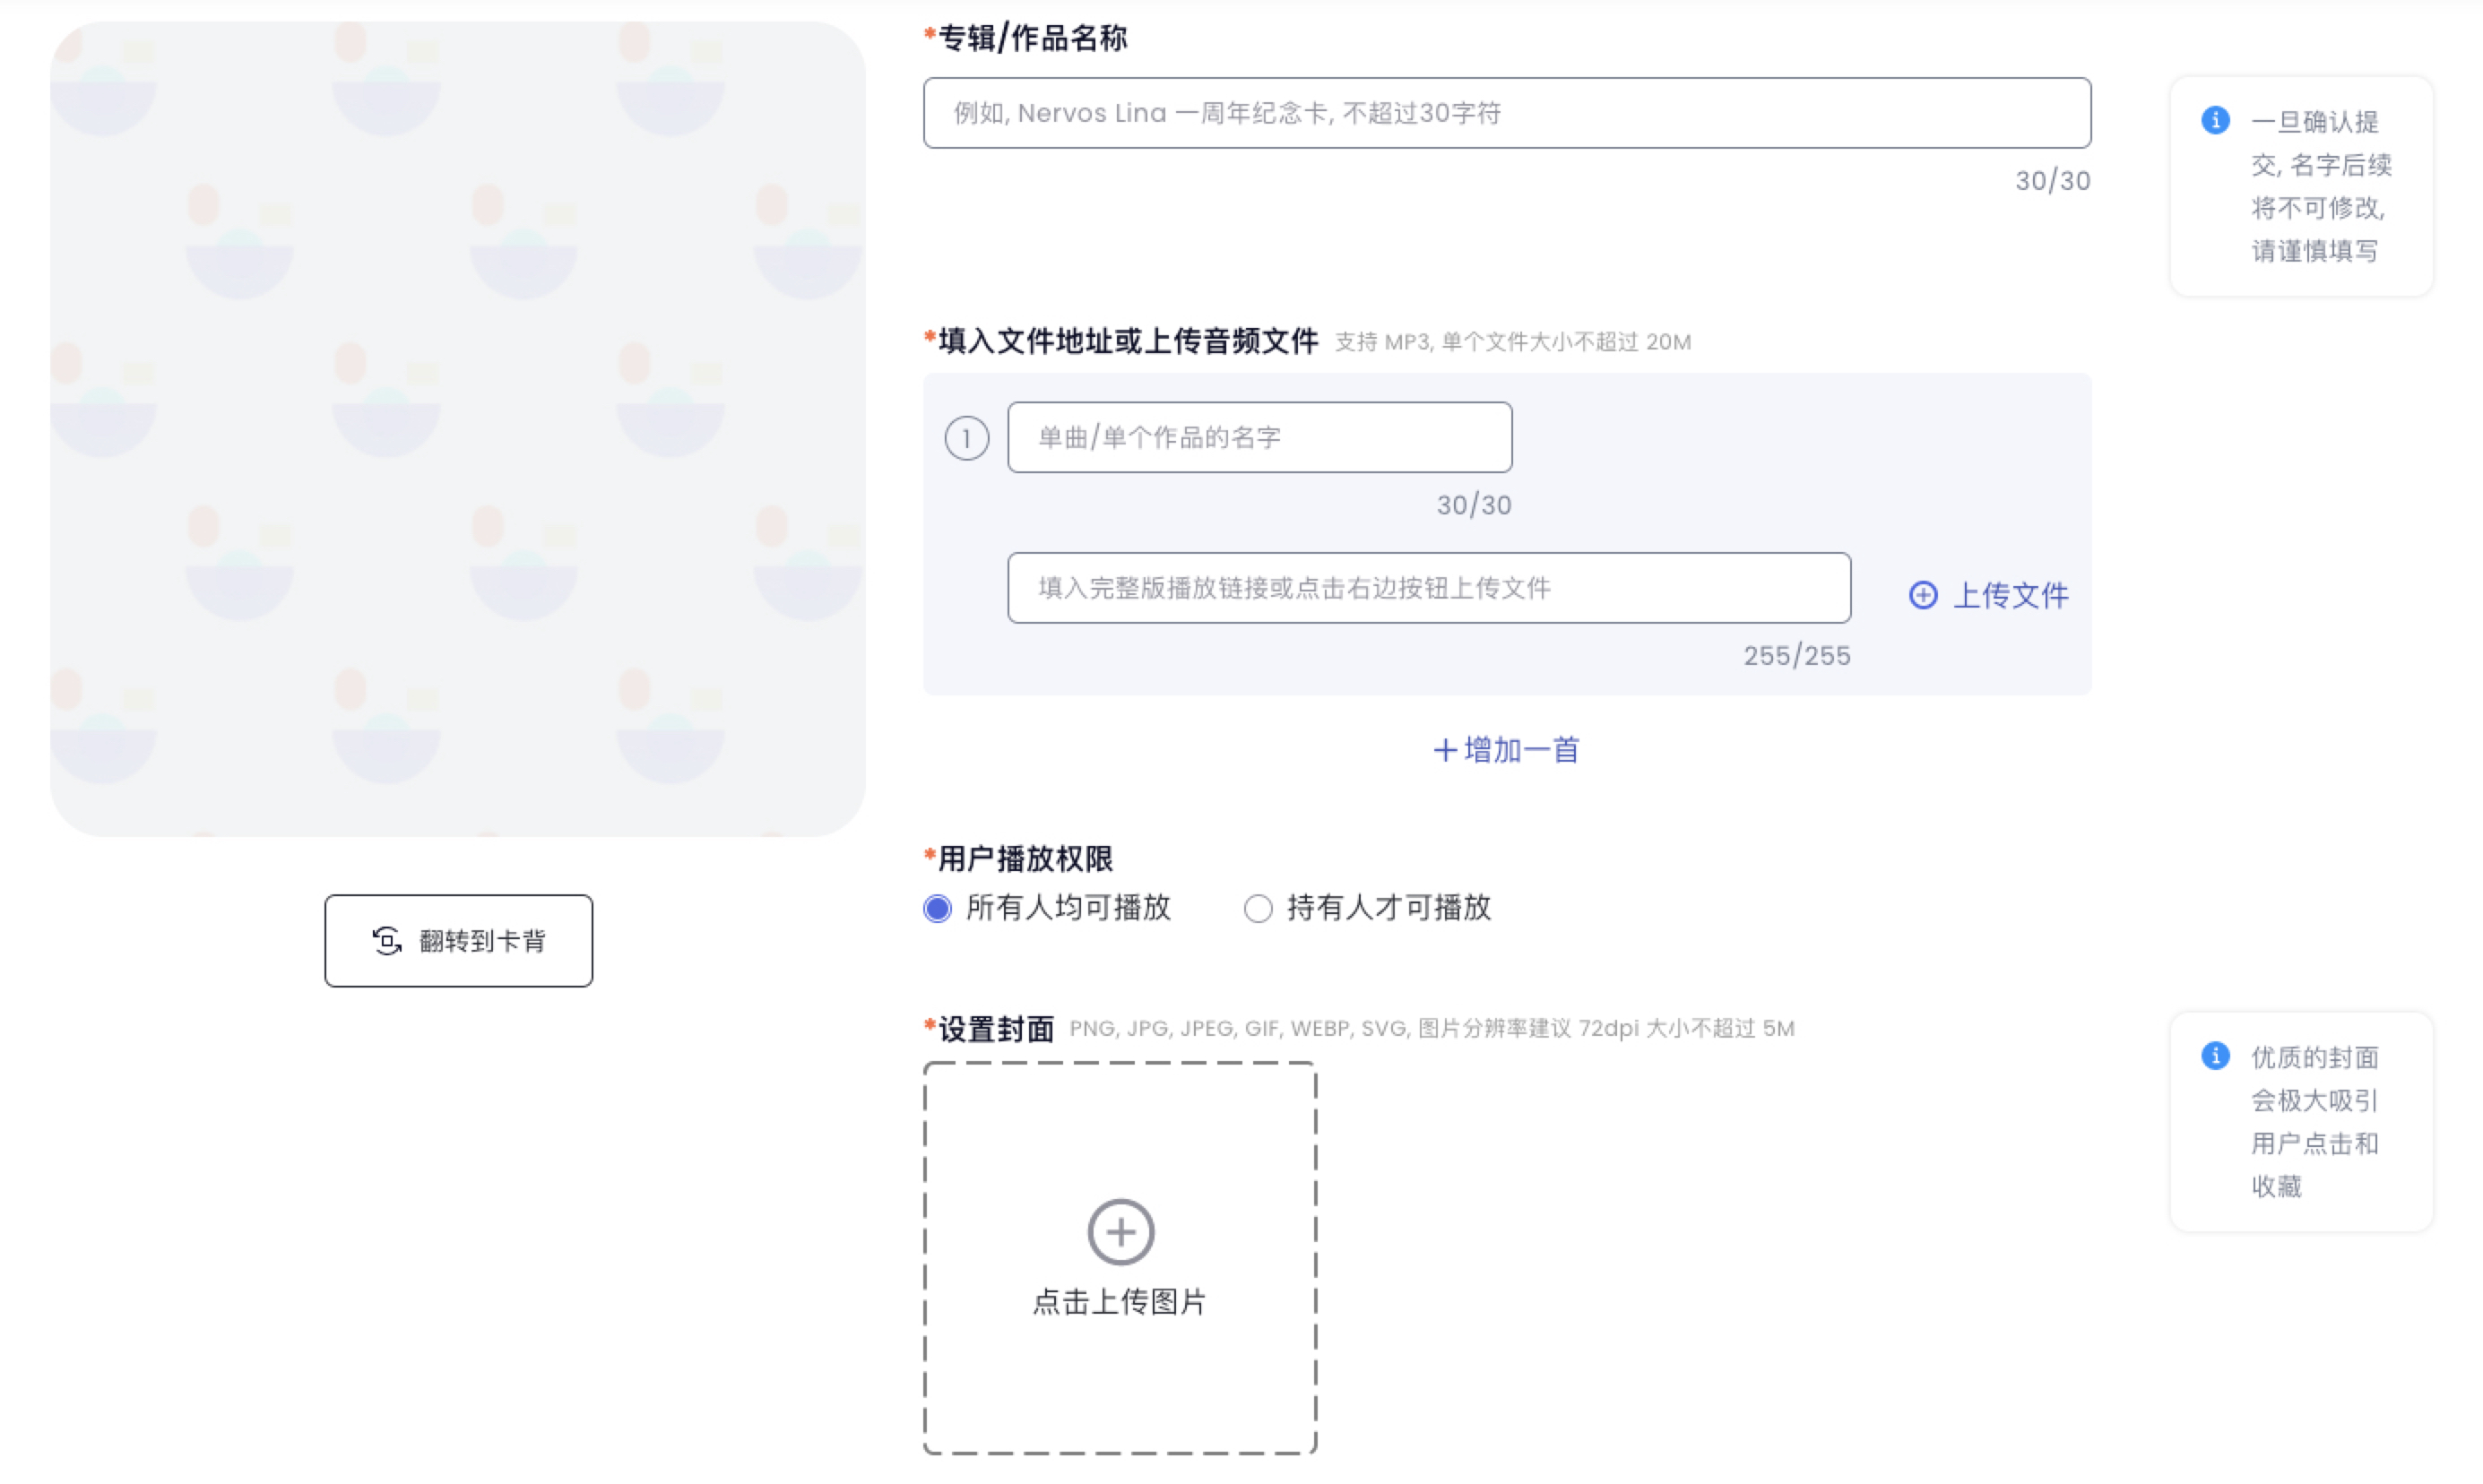 *专辑/作品名称
例如, Nervos Lina 一周年纪念卡, 不超过30字符
30/30
一旦确认提
交, 名字后续
将不可修改,
请谨慎填写
*填入文件地址或上传音频文件 支持 MP3, 单个文件大小不超过 20M
1 单曲/单个作品的名字
30/30
填入完整版播放链接或点击右边按钮上传文件
上传文件
255/255
+增加一首
*用户播放权限
所有人均可播放 持有人才可播放
翻转到卡背
*设置封面 PNG, JPG, JPEG, GIF, WEBP, SVG, 图片分辨率建议 72dpi 大小不超过 5M
优质的封面
会极大吸引
用户点击和
收藏
点击上传图片